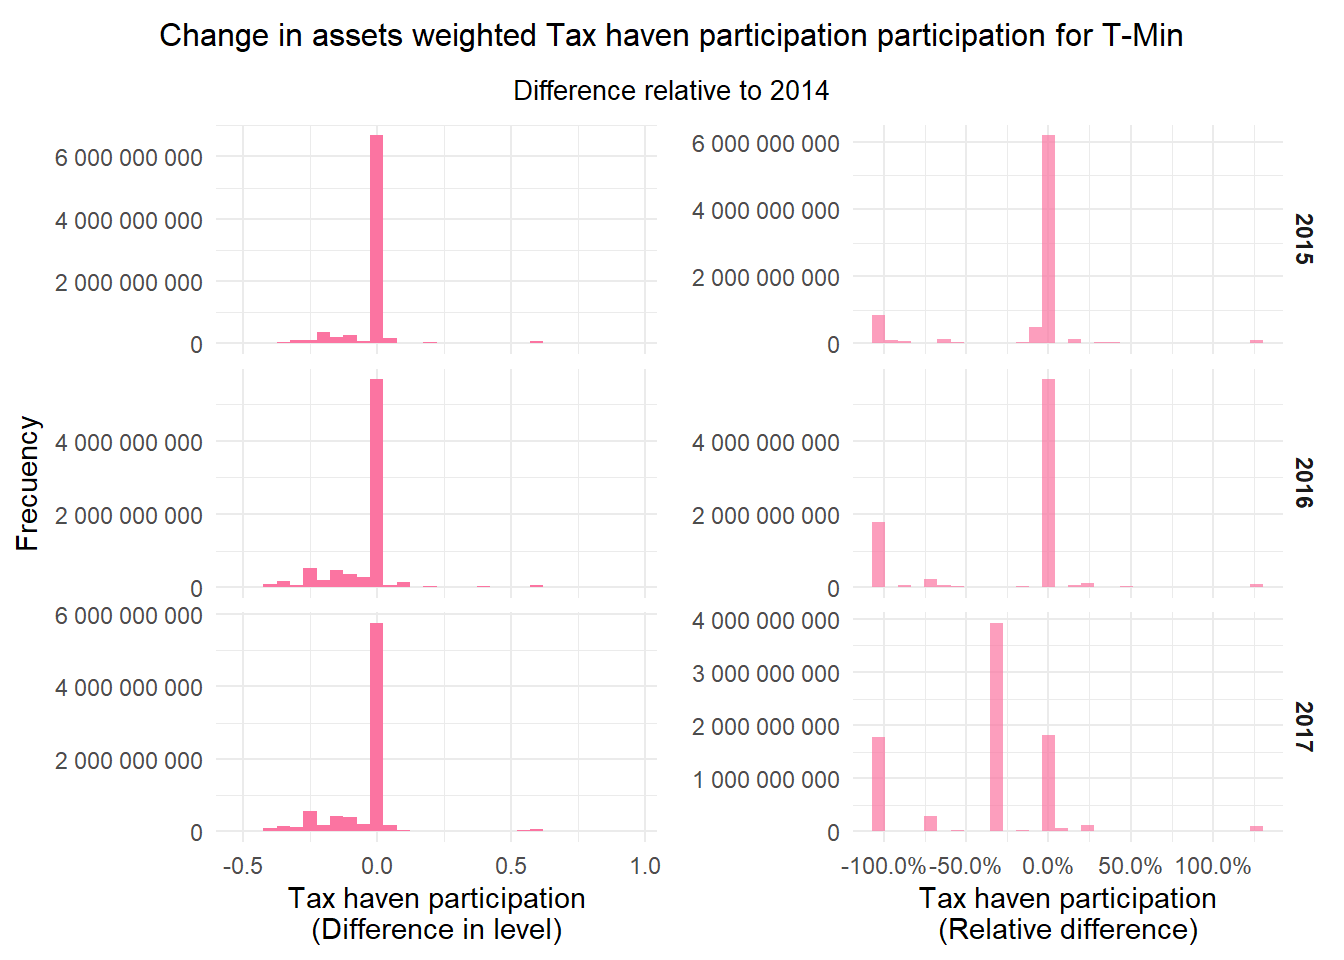 Change in assets weighted Tax haven participation participation for T-Min
Difference relative to 2014
Frecuency
6 000 000 000
4 000 000 000
2 000 000 000
0
6 000 000 000
4 000 000 000
2 000 000 000
0
2015
4 000 000 000
2 000 000 000
0
4 000 000 000
2 000 000 000
0
2016
6 000 000 000
4 000 000 000
2 000 000 000
0
4 000 000 000
3 000 000 000
2 000 000 000
1 000 000 000
0
2017
-0.5 0.0 0.5 1.0
-100.0% -50.0% 0.0% 50.0% 100.0%
Tax haven participation
(Difference in level)
Tax haven participation
(Relative difference)